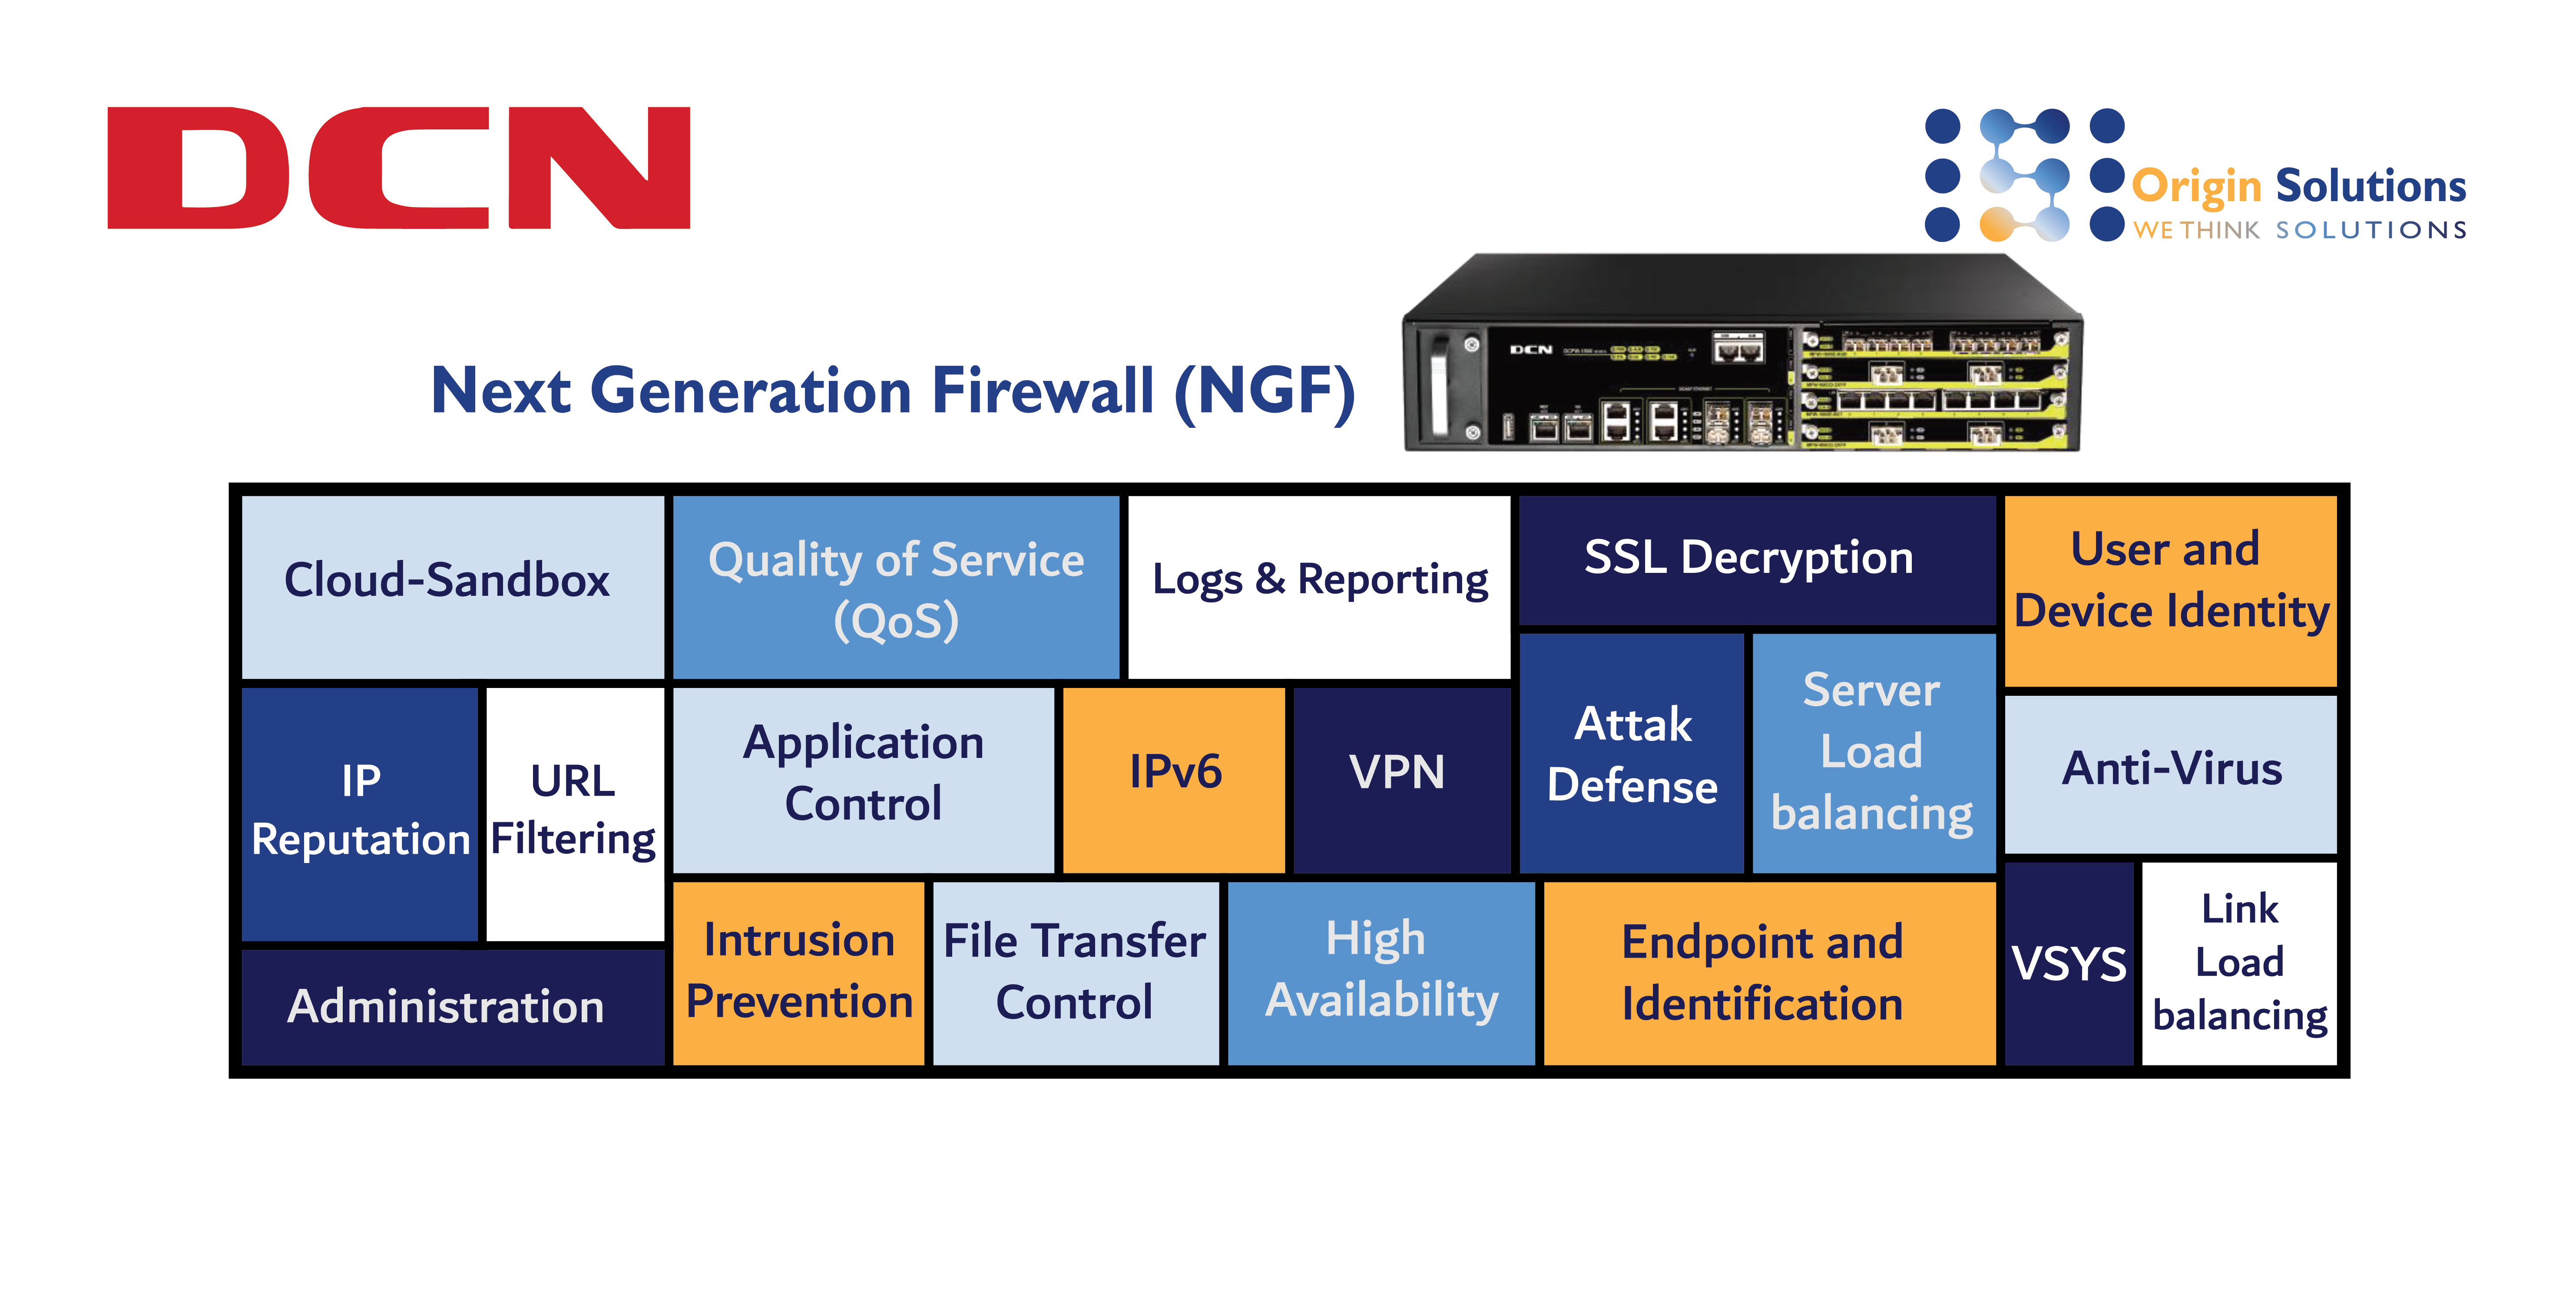 DCN
Origin Solutions
WE THINK SOLUTIONS
Next Generation Firewall (NGF)
DCN
Cloud-Sandbox
Quality of Service
(QoS)
Logs & Reporting
SSL Decryption
User and
Device Identity
IP
Reputation
URL
Filtering
Application
Control
IPv6
VPN
Attak
Defense
Server
Load
balancing
Anti-Virus
Administration
Intrusion
Prevention
File Transfer
Control
High
Availability
Endpoint and
Identification
VSYS
Link
Load
balancing